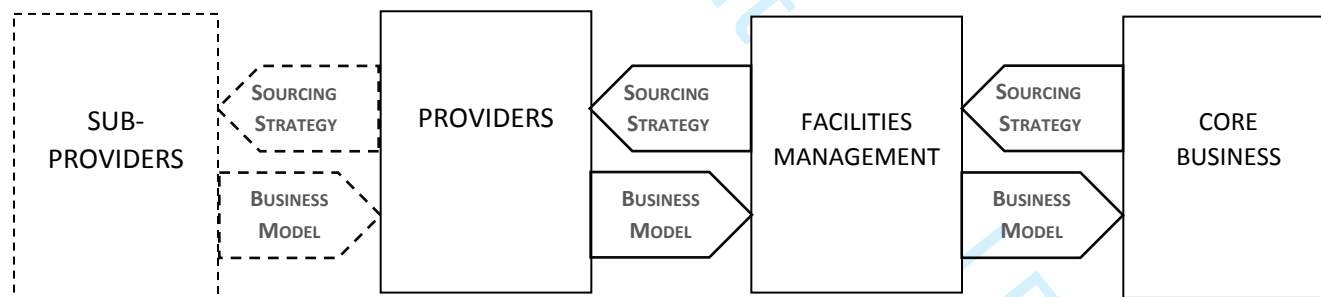 SUB-
PROVIDERS
SOURCING
STRATEGY
BUSINESS
MODEL
PROVIDERS
SOURCING
STRATEGY
BUSINESS
MODEL
FACILITIES
MANAGEMENT
SOURCING
STRATEGY
BUSINESS
MODEL
CORE
BUSINESS